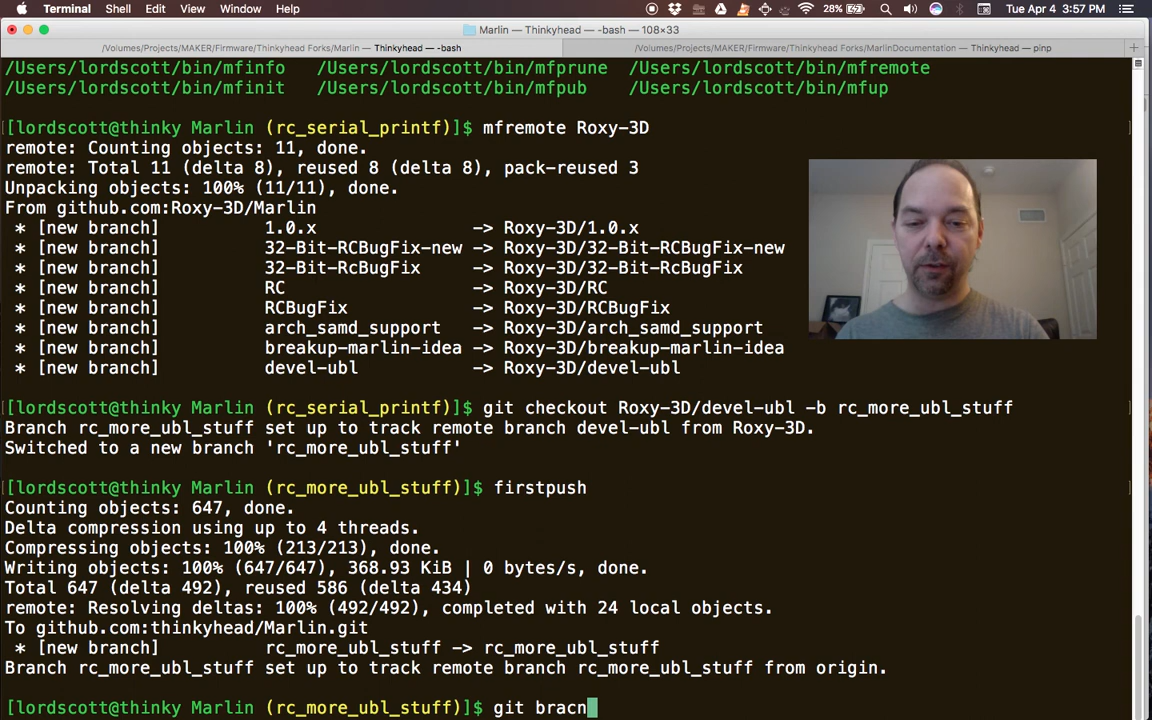 Terminal Shell Edit View Window Help 28% Tue Apr 4 3:57 PM
Marlin — Thinkyhead — -bash — 108×33
/Volumes/Projects/MAKER/Firmware/Thinkyhead Forks/Marlin — Thinkyhead — -bash
/Volumes/Projects/MAKER/Firmware/Thinkyhead Forks/MarlinDocumentation — Thinkyhead — pinp
/Users/lordscott/bin/mfinfo /Users/lordscott/bin/mfprune /Users/lordscott/bin/mfremote
/Users/lordscott/bin/mfinit /Users/lordscott/bin/mfpub /Users/lordscott/bin/mfup
[lordscott@thinky Marlin (rc_serial_printf)]$ mfremote Roxy-3D
remote: Counting objects: 11, done.
remote: Total 11 (delta 8), reused 8 (delta 8), pack-reused 3
Unpacking objects: 100% (11/11), done.
From github.com:Roxy-3D/Marlin
* [new branch] 1.0.x -> Roxy-3D/1.0.x
* [new branch] 32-Bit-RCBugFix-new -> Roxy-3D/32-Bit-RCBugFix-new
* [new branch] 32-Bit-RcBugFix -> Roxy-3D/32-Bit-RcBugFix
* [new branch] RC -> Roxy-3D/RC
* [new branch] RCBugFix -> Roxy-3D/RCBugFix
* [new branch] arch_samd_support -> Roxy-3D/arch_samd_support
* [new branch] breakup-marlin-idea -> Roxy-3D/breakup-marlin-idea
* [new branch] devel-ubl -> Roxy-3D/devel-ubl
[lordscott@thinky Marlin (rc_serial_printf)]$ git checkout Roxy-3D/devel-ubl -b rc_more_ubl_stuff
Branch rc_more_ubl_stuff set up to track remote branch devel-ubl from Roxy-3D.
Switched to a new branch 'rc_more_ubl_stuff'
[lordscott@thinky Marlin (rc_more_ubl_stuff)]$ firstpush
Counting objects: 647, done.
Delta compression using up to 4 threads.
Compressing objects: 100% (213/213), done.
Writing objects: 100% (647/647), 368.93 KiB | 0 bytes/s, done.
Total 647 (delta 492), reused 586 (delta 434)
remote: Resolving deltas: 100% (492/492), completed with 24 local objects.
To github.com:thinkyhead/Marlin.git
* [new branch] rc_more_ubl_stuff -> rc_more_ubl_stuff
Branch rc_more_ubl_stuff set up to track remote branch rc_more_ubl_stuff from origin.
[lordscott@thinky Marlin (rc_more_ubl_stuff)]$ git bracn